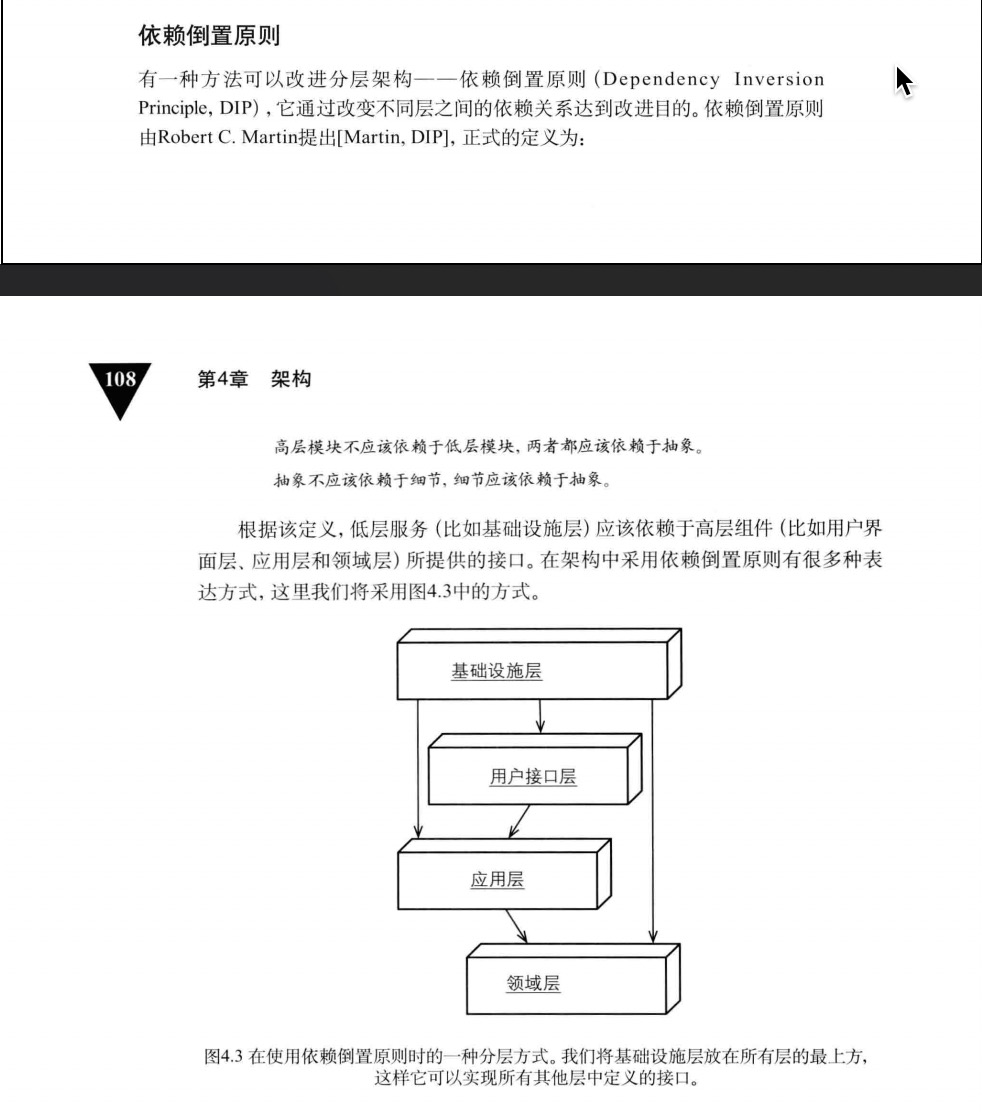 依赖倒置原则
有一种方法可以改进分层架构——依赖倒置原则(Dependency Inversion
Principle, DIP),它通过改变不同层之间的依赖关系达到改进目的。依赖倒置原则
由Robert C. Martin提出[Martin, DIP],正式的定义为:
108 第4章 架构
高层模块不应该依赖于低层模块,两者都应该依赖于抽象。
抽象不应该依赖于细节,细节应该依赖于抽象。
根据该定义,低层服务(比如基础设施层)应该依赖于高层组件(比如用户界
面层、应用层和领域层)所提供的接口。在架构中采用依赖倒置原则有很多种表
达方式,这里我们将采用图4.3中的方式。
基础设施层
用户接口层
应用层
领域层
图4.3 在使用依赖倒置原则时的一种分层方式。我们将基础设施层放在所有层的最上方,
这样它可以实现所有其他层中定义的接口。